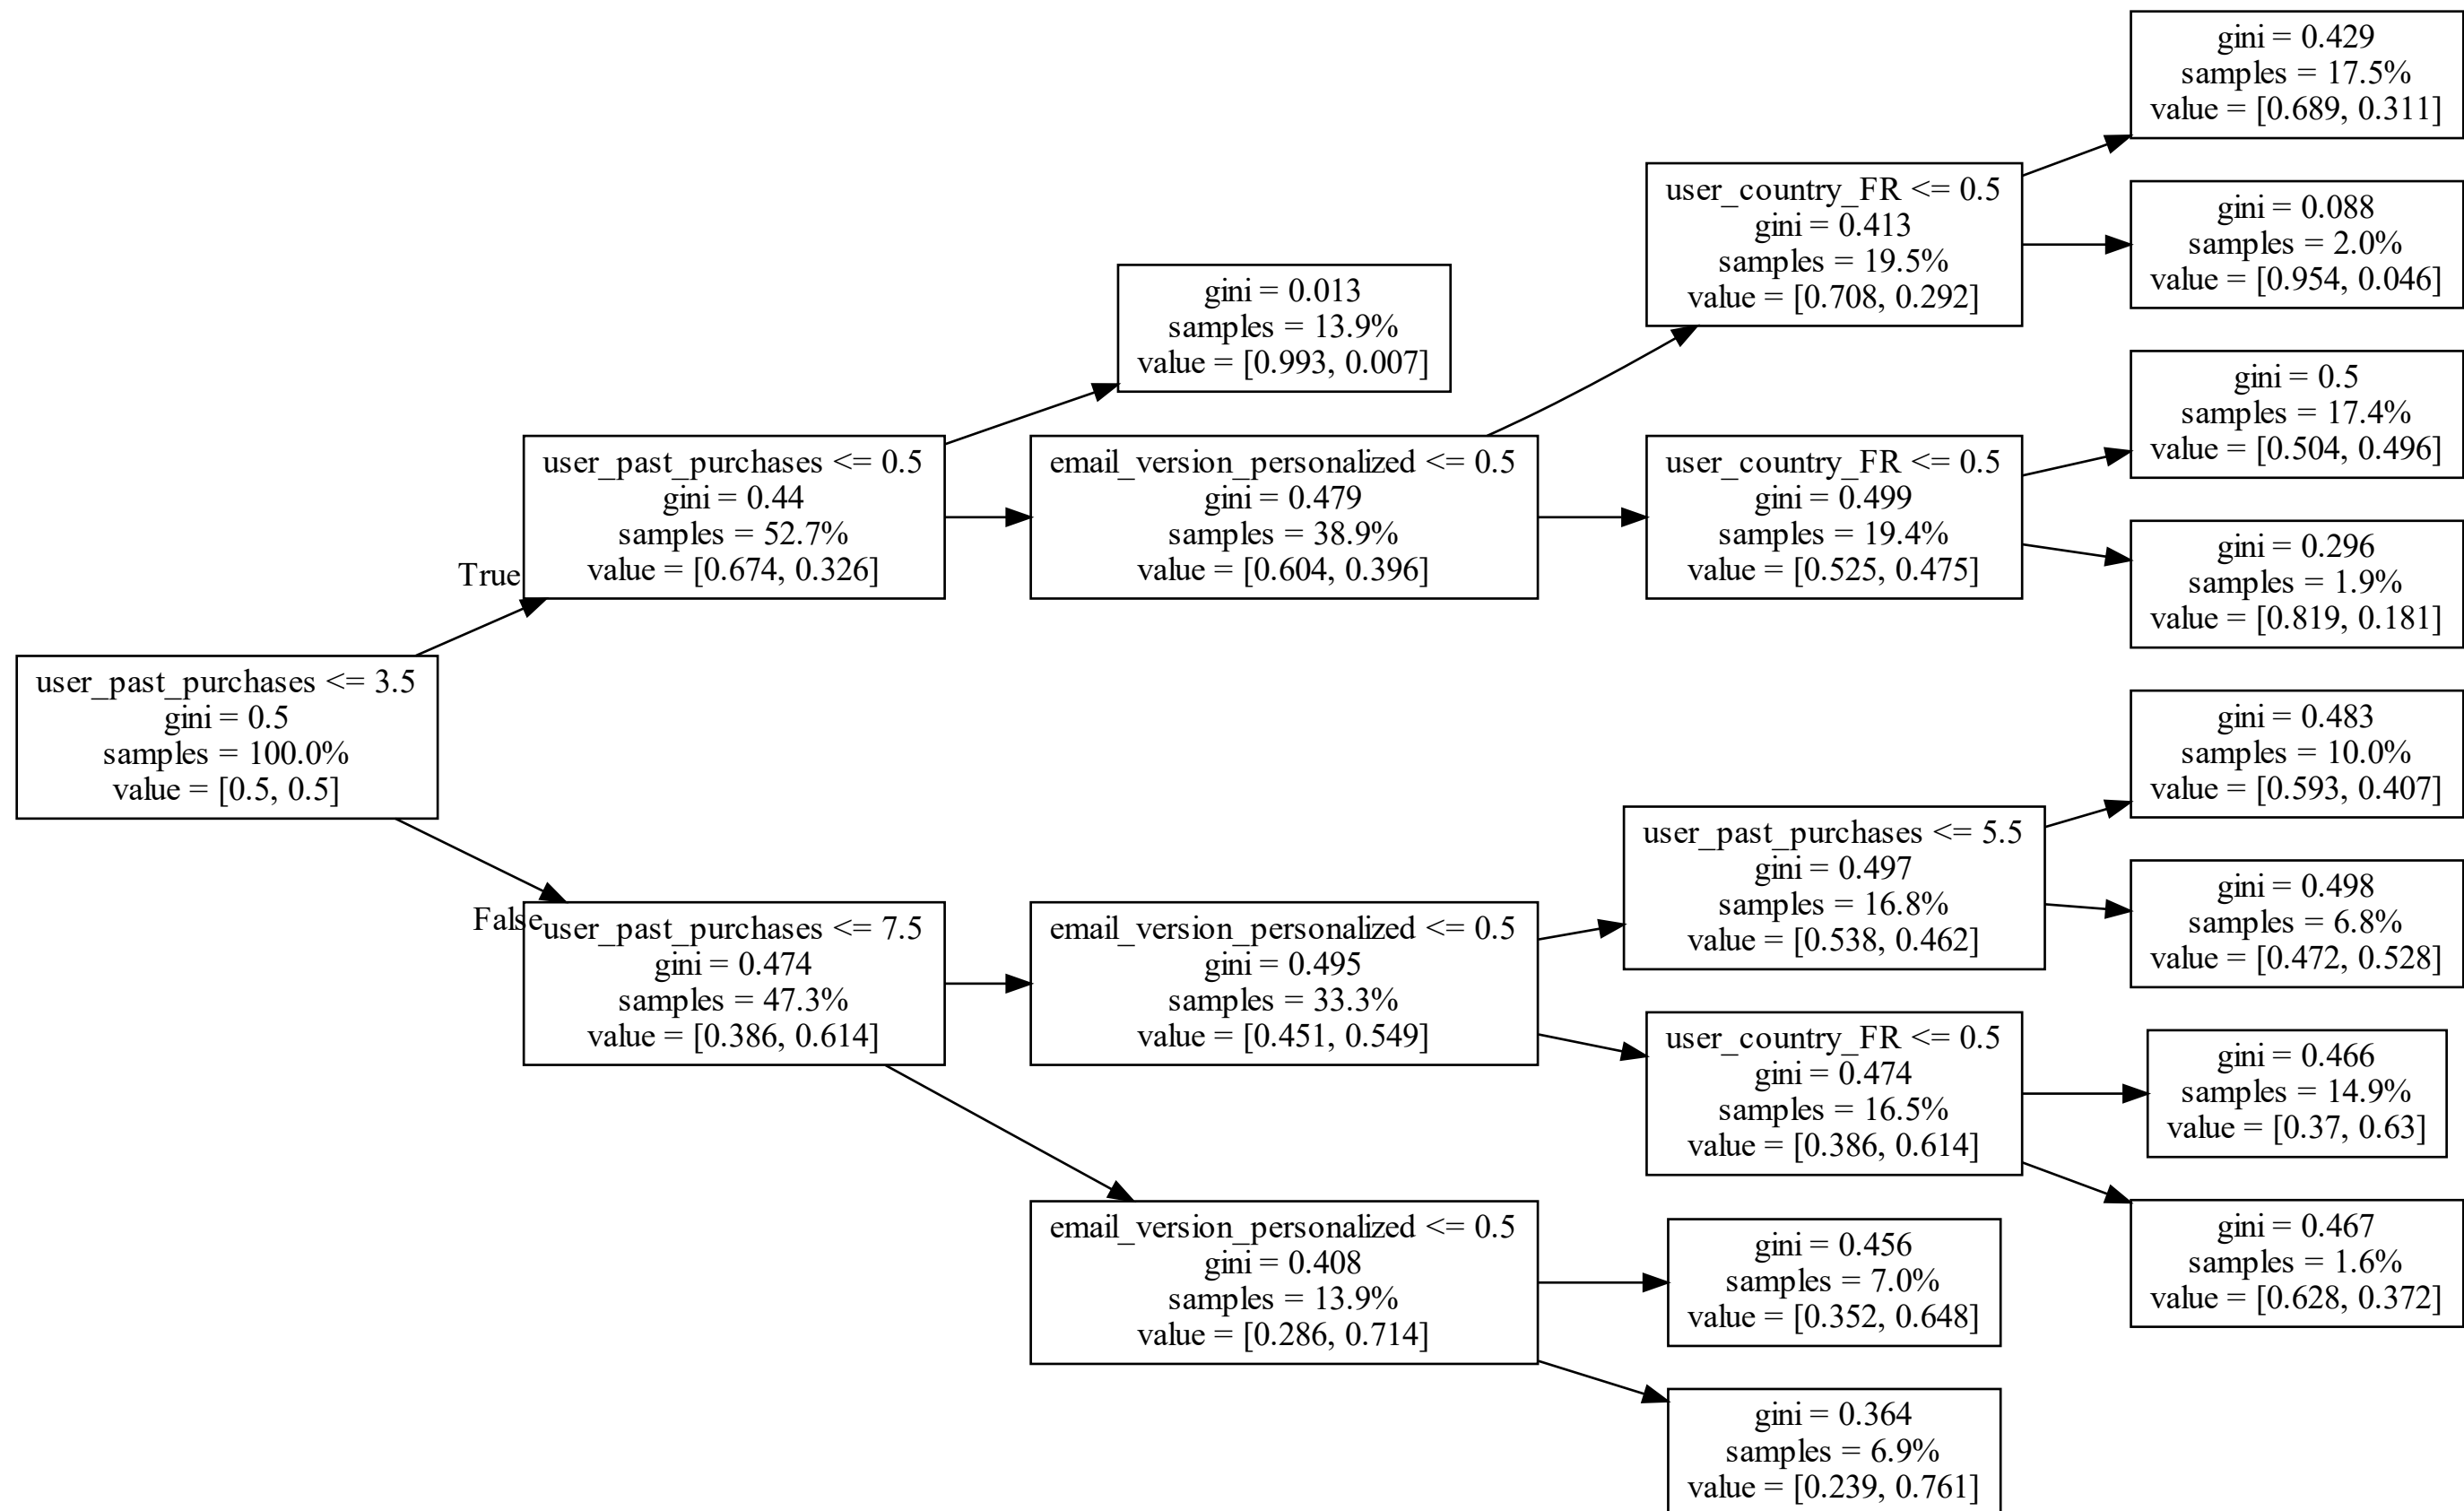 user_past_purchases <= 3.5
gini = 0.5
samples = 100.0%
value = [0.5, 0.5]
True
False
user_past_purchases <= 0.5
gini = 0.44
samples = 52.7%
value = [0.674, 0.326]
user_past_purchases <= 7.5
gini = 0.474
samples = 47.3%
value = [0.386, 0.614]
gini = 0.013
samples = 13.9%
value = [0.993, 0.007]
email_version_personalized <= 0.5
gini = 0.479
samples = 38.9%
value = [0.604, 0.396]
email_version_personalized <= 0.5
gini = 0.495
samples = 33.3%
value = [0.451, 0.549]
email_version_personalized <= 0.5
gini = 0.408
samples = 13.9%
value = [0.286, 0.714]
user_country_FR <= 0.5
gini = 0.413
samples = 19.5%
value = [0.708, 0.292]
user_country_FR <= 0.5
gini = 0.499
samples = 19.4%
value = [0.525, 0.475]
user_past_purchases <= 5.5
gini = 0.497
samples = 16.8%
value = [0.538, 0.462]
user_country_FR <= 0.5
gini = 0.474
samples = 16.5%
value = [0.386, 0.614]
gini = 0.456
samples = 7.0%
value = [0.352, 0.648]
gini = 0.364
samples = 6.9%
value = [0.239, 0.761]
gini = 0.429
samples = 17.5%
value = [0.689, 0.311]
gini = 0.088
samples = 2.0%
value = [0.954, 0.046]
gini = 0.5
samples = 17.4%
value = [0.504, 0.496]
gini = 0.296
samples = 1.9%
value = [0.819, 0.181]
gini = 0.483
samples = 10.0%
value = [0.593, 0.407]
gini = 0.498
samples = 6.8%
value = [0.472, 0.528]
gini = 0.466
samples = 14.9%
value = [0.37, 0.63]
gini = 0.467
samples = 1.6%
value = [0.628, 0.372]